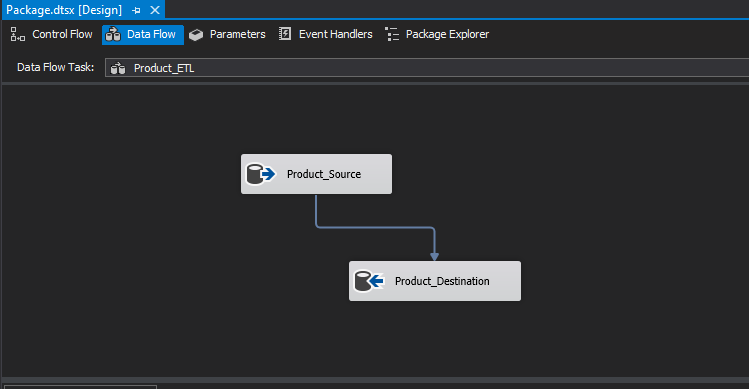 Package.dtsx [Design]
Control Flow Data Flow Parameters Event Handlers Package Explorer
Data Flow Task: Product_ETL
Product_Source
Product_Destination